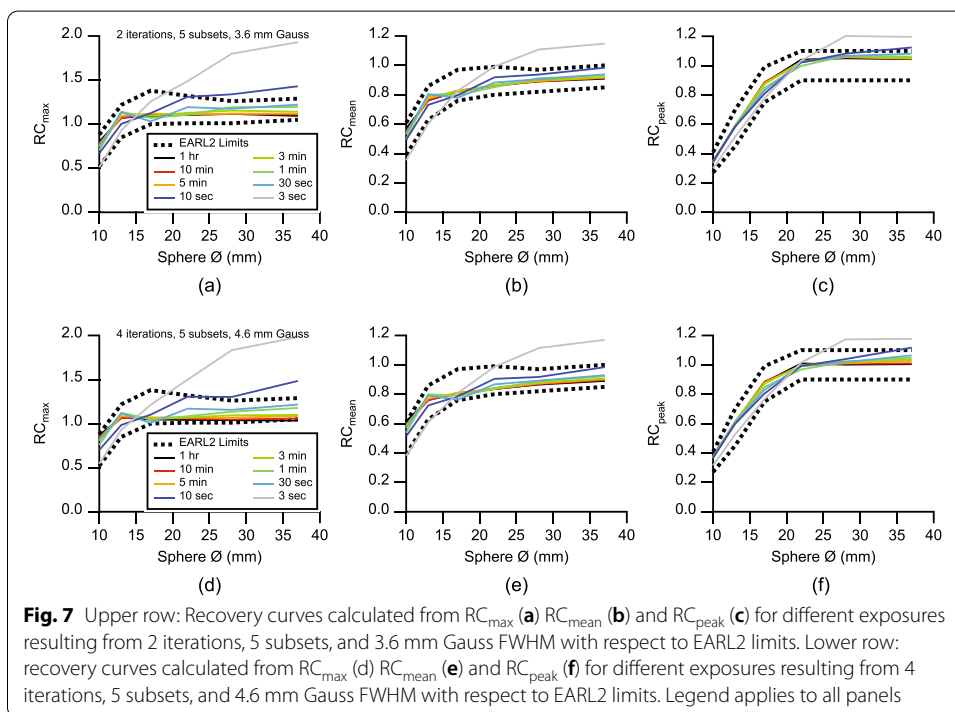 2 iterations, 5 subsets, 3.6 mm Gauss
2.0
1.5
1.0
0.5
0.0
RCmax
EARL2 Limits
1 hr
10 min
5 min
10 sec
3 min
1 min
30 sec
3 sec
10 15 20 25 30 35 40
Sphere Ø (mm)
(a)
1.2
1.0
0.8
0.6
0.4
0.2
0.0
RCmean
10 15 20 25 30 35 40
Sphere Ø (mm)
(b)
1.2
1.0
0.8
0.6
0.4
0.2
0.0
RCpeak
10 15 20 25 30 35 40
Sphere Ø (mm)
(c)
4 iterations, 5 subsets, 4.6 mm Gauss
2.0
1.5
1.0
0.5
0.0
RCmax
EARL2 Limits
1 hr
10 min
5 min
10 sec
3 min
1 min
30 sec
3 sec
10 15 20 25 30 35 40
Sphere Ø (mm)
(d)
1.2
1.0
0.8
0.6
0.4
0.2
0.0
RCmean
10 15 20 25 30 35 40
Sphere Ø (mm)
(e)
1.2
1.0
0.8
0.6
0.4
0.2
0.0
RCpeak
10 15 20 25 30 35 40
Sphere Ø (mm)
(f)
Fig. 7 Upper row: Recovery curves calculated from RCmax (a) RCmean (b) and RCpeak (c) for different exposures
resulting from 2 iterations, 5 subsets, and 3.6 mm Gauss FWHM with respect to EARL2 limits. Lower row:
recovery curves calculated from RCmax (d) RCmean (e) and RCpeak (f) for different exposures resulting from 4
iterations, 5 subsets, and 4.6 mm Gauss FWHM with respect to EARL2 limits. Legend applies to all panels